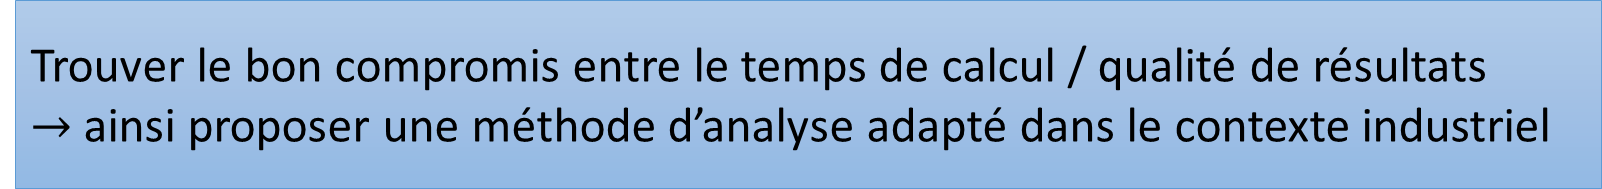 Trouver le bon compromis entre le temps de calcul / qualité de résultats
→ ainsi proposer une méthode d’analyse adapté dans le contexte industriel